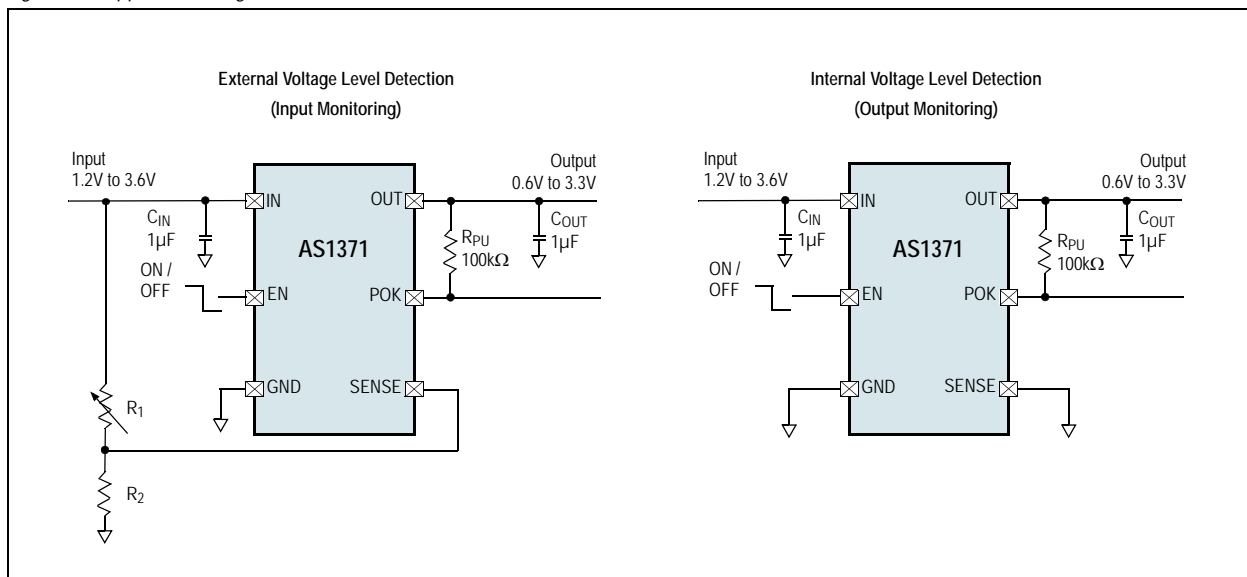 External Voltage Level Detection
(Input Monitoring)
Input
1.2V to 3.6V
Output
0.6V to 3.3V
IN
OUT
CIN
1µF
AS1371
RPU
100kΩ
COUT
1µF
ON /
OFF
EN
POK
GND
SENSE
R1
R2
Internal Voltage Level Detection
(Output Monitoring)
Input
1.2V to 3.6V
Output
0.6V to 3.3V
IN
OUT
CIN
1µF
AS1371
RPU
100kΩ
COUT
1µF
ON /
OFF
EN
POK
GND
SENSE